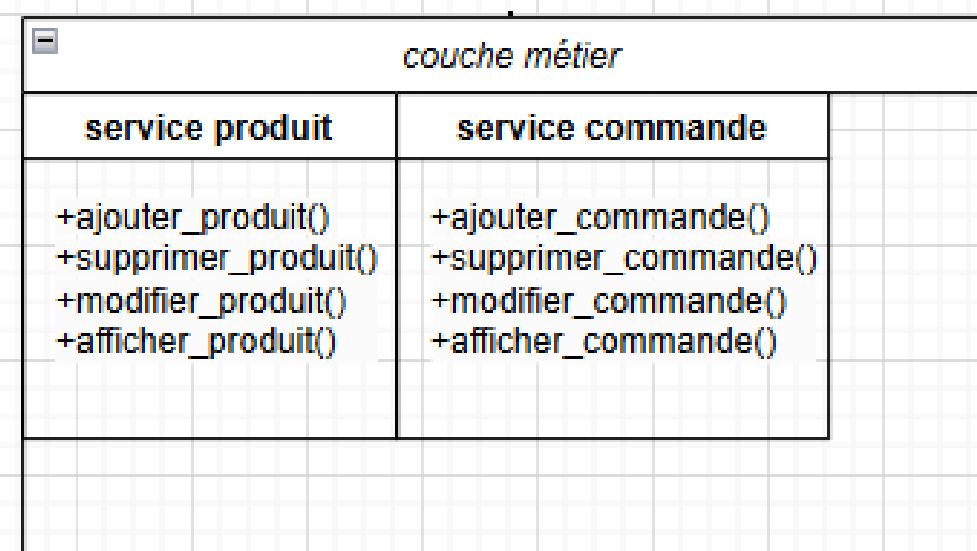 couche métier
service produit
+ajouter_produit()
+supprimer_produit()
+modifier_produit()
+afficher_produit()
service commande
+ajouter_commande()
+supprimer_commande()
+modifier_commande()
+afficher_commande()